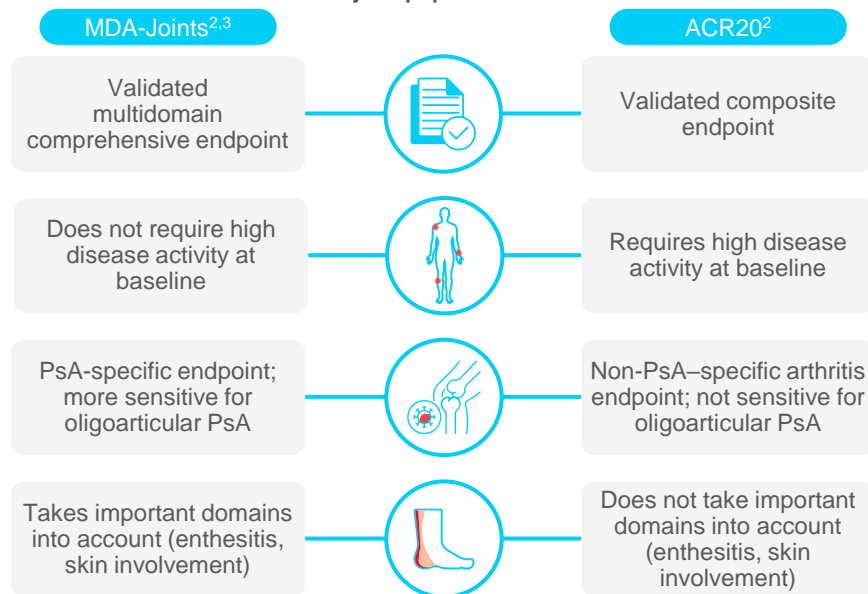 MDA-Joints2,3
ACR202
Validated
multidomain
comprehensive endpoint
Validated composite
endpoint
Does not require high
disease activity at
baseline
Requires high disease
activity at baseline
PsA-specific endpoint;
more sensitive for
oligoarticular PsA
Non-PsA–specific arthritis
endpoint; not sensitive for
oligoarticular PsA
Takes important domains
into account (enthesitis,
skin involvement)
Does not take important
domains into account
(enthesitis, skin
involvement)